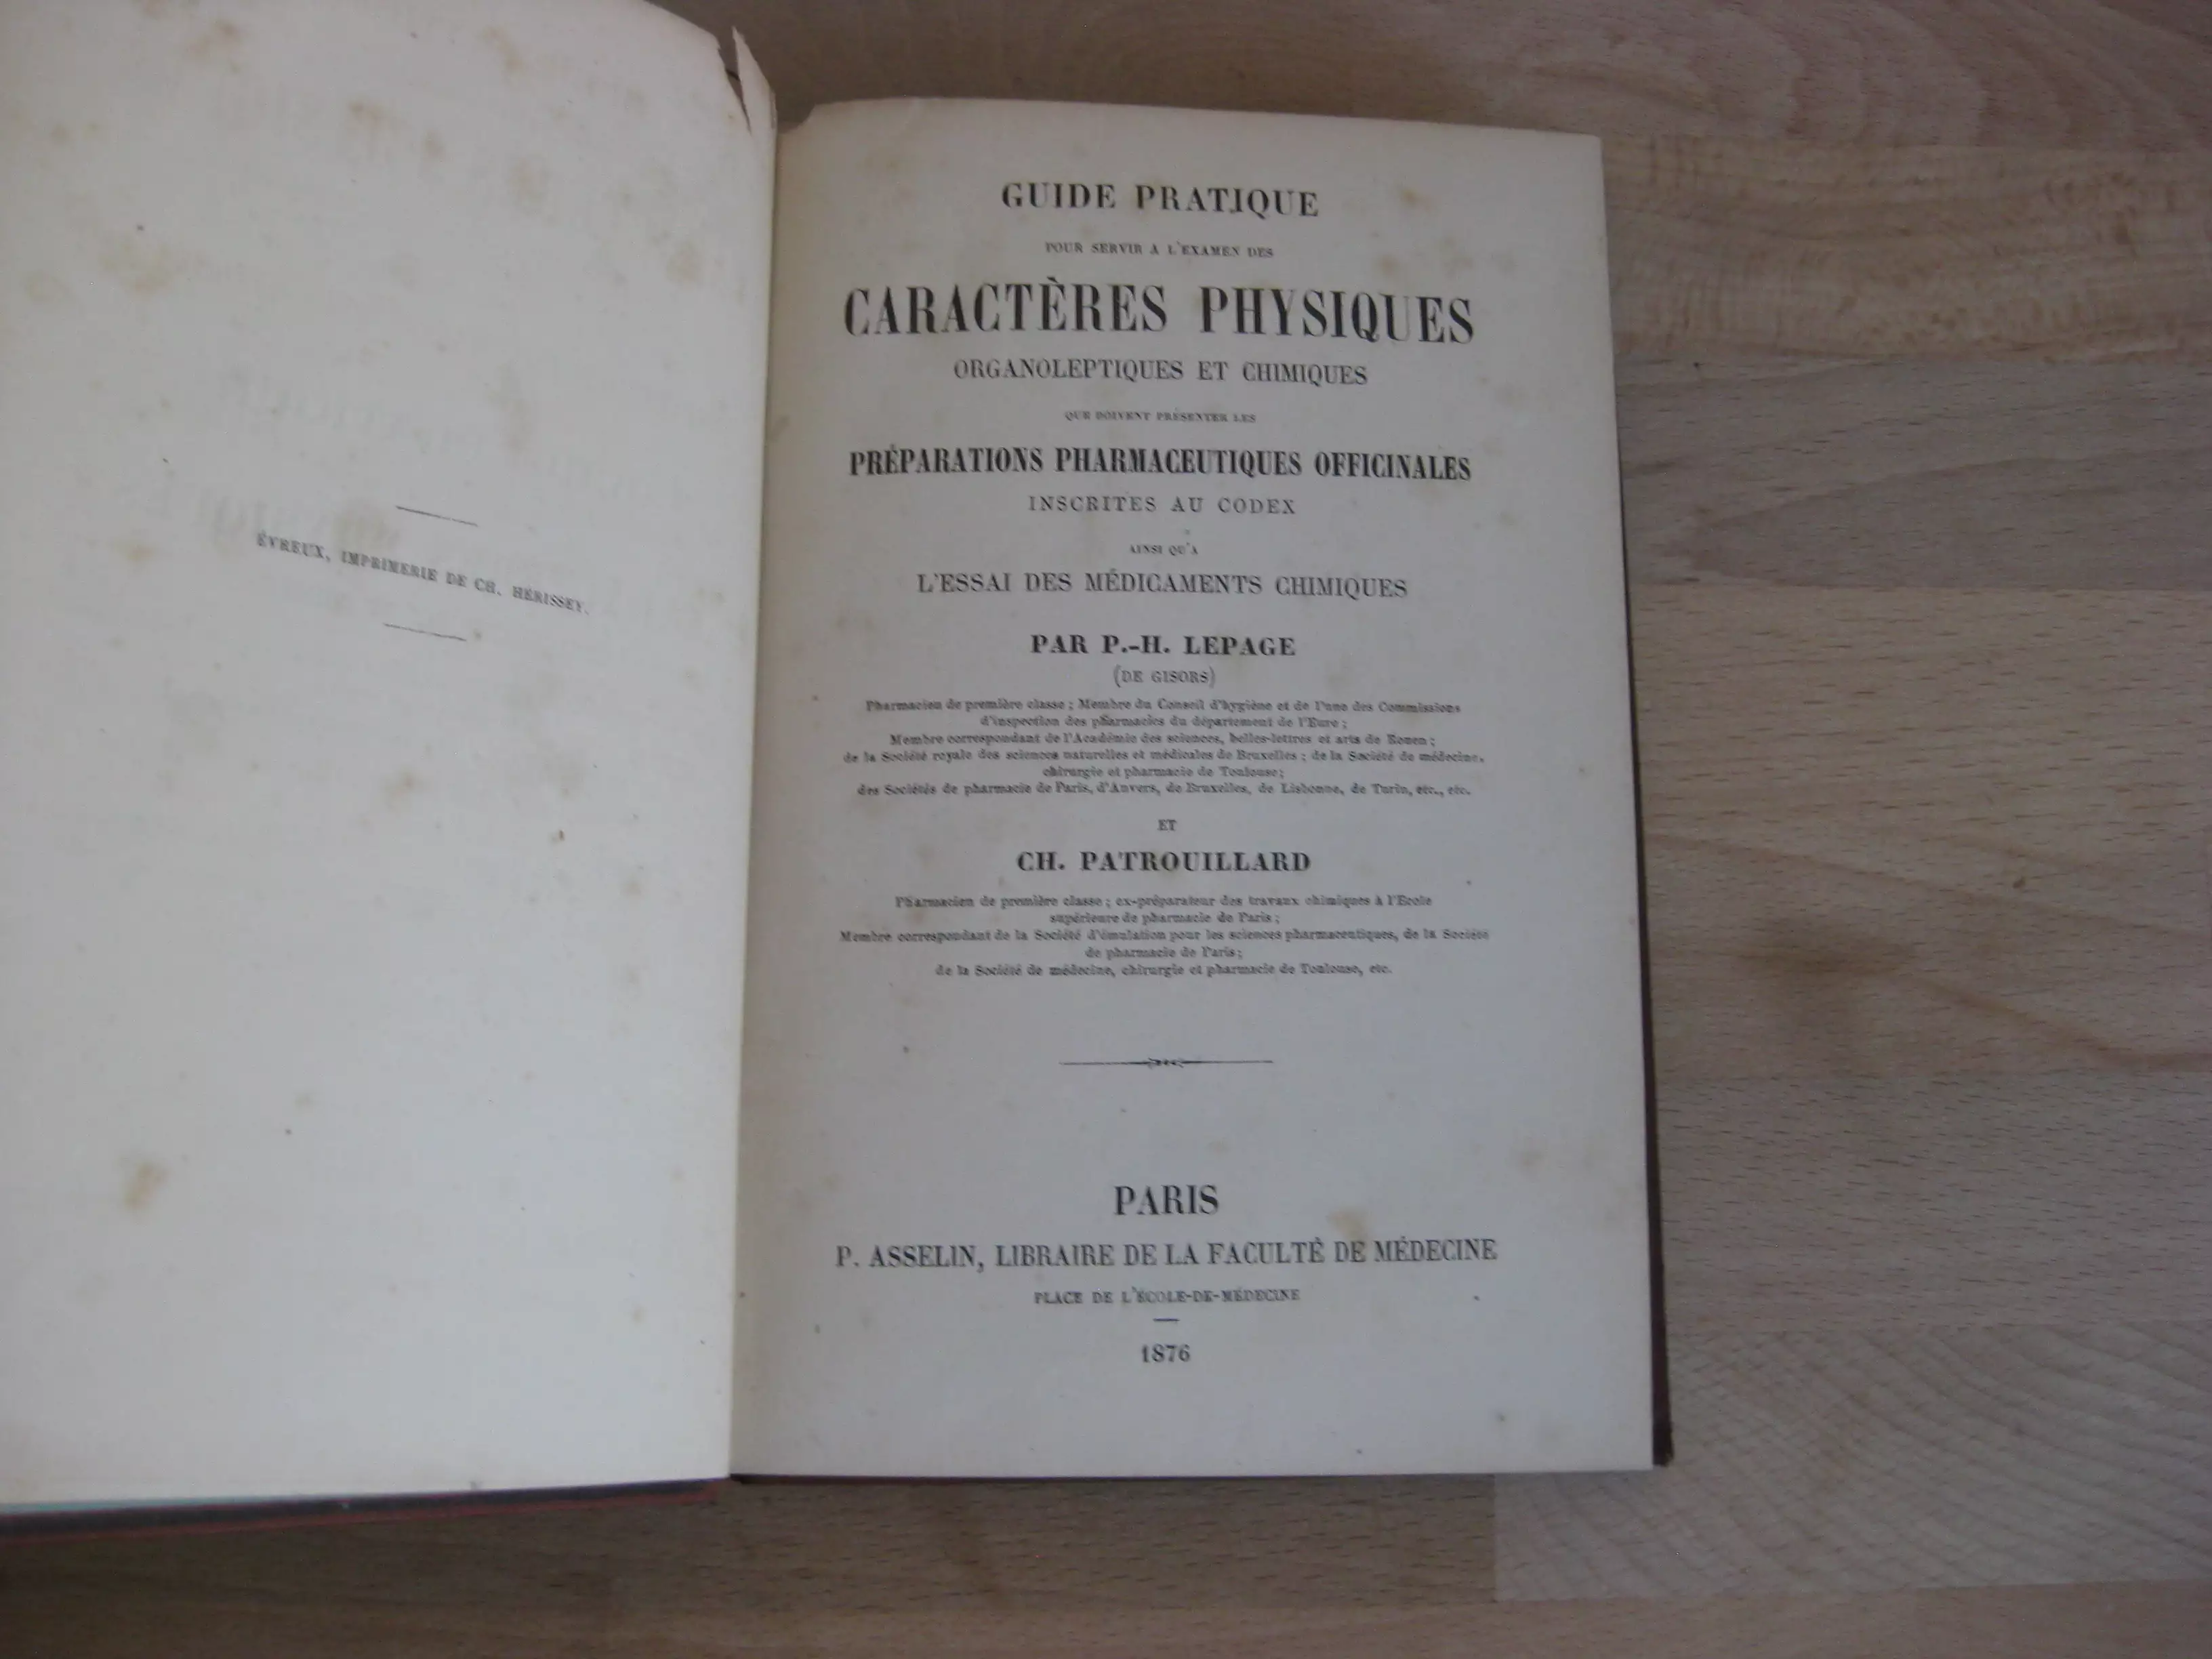 ÉVREUX, IMPRIMERIE DE CH. HÉRISSEY.
GUIDE PRATIQUE
POUR SERVIR A L'EXAMEN DES
CARACTÈRES PHYSIQUES
ORGANOLEPTIQUES ET CHIMIQUES
QUE DOIVENT PRÉSENTER LES
PRÉPARATIONS PHARMACEUTIQUES OFFICINALES
INSCRITES AU CODEX
AINSI QU'A
L'ESSAI DES MÉDICAMENTS CHIMIQUES
PAR P.-H. LEPAGE
(DE GISORS)
Pharmacien de première classe ; Membre du Conseil d'hygiène et de l'une des Commissions
d'inspection des pharmacies du département de l'Eure ;
Membre correspondant de l'Académie des sciences, belles-lettres et arts de Rouen ;
de la Société royale des sciences naturelles et médicales de Bruxelles ; de la Société de médecine,
chirurgie et pharmacie de Toulouse ;
des Sociétés de pharmacie de Paris, d'Anvers, de Bruxelles, de Lisbonne, de Turin, etc., etc.
ET
CH. PATROUILLARD
Pharmacien de première classe ; ex-préparateur des travaux chimiques à l'Ecole
supérieure de pharmacie de Paris ;
Membre correspondant de la Société d'émulation pour les sciences pharmaceutiques, de la Société
de pharmacie de Paris ;
de la Société de médecine, chirurgie et pharmacie de Toulouse, etc.
PARIS
P. ASSELIN, LIBRAIRE DE LA FACULTÉ DE MÉDECINE
PLACE DE L'ÉCOLE-DE-MÉDECINE
1876